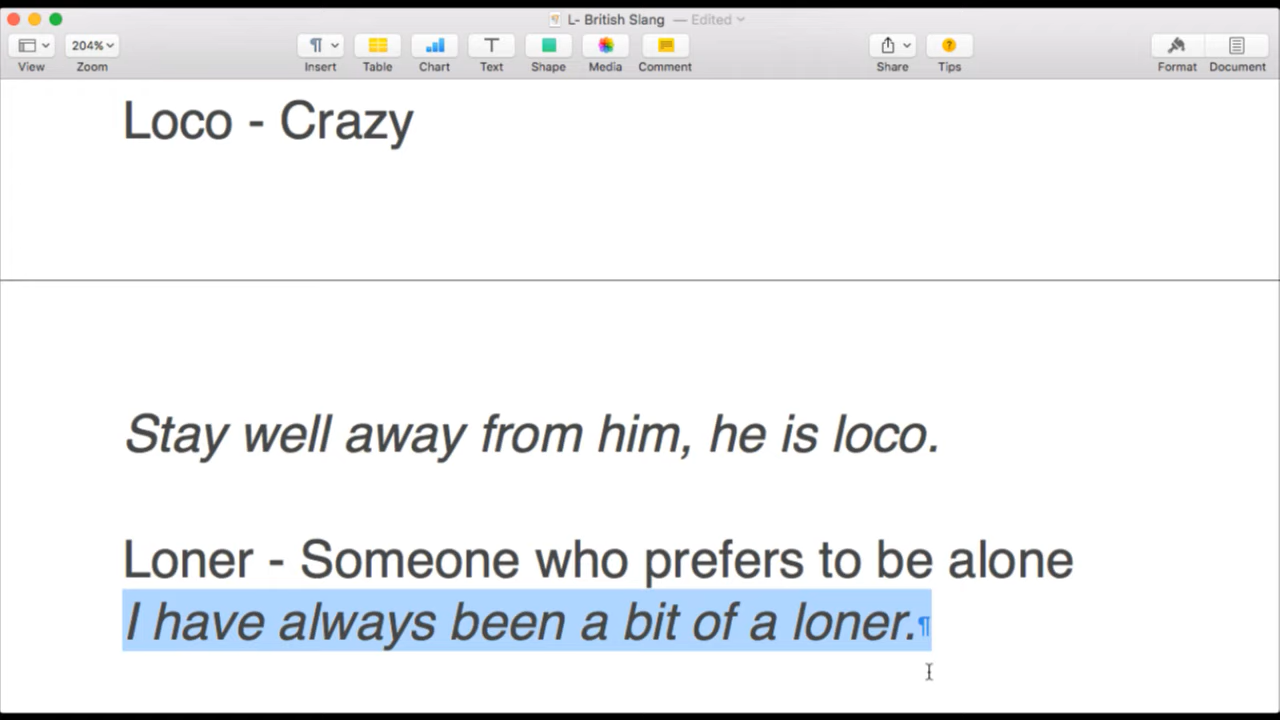 L- British Slang — Edited
204%
View
Zoom
Insert
Table
Chart
Text
Shape
Media
Comment
Share
Tips
Format
Document
Loco - Crazy
Stay well away from him, he is loco.
Loner - Someone who prefers to be alone
I have always been a bit of a loner.¶